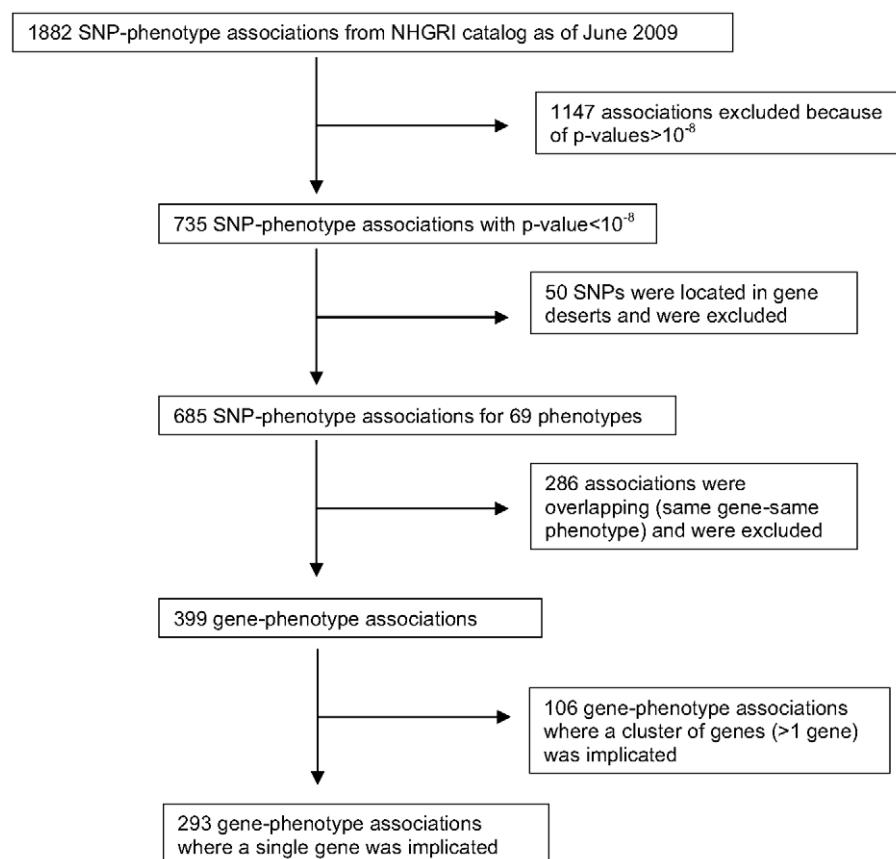 1882 SNP-phenotype associations from NHGRI catalog as of June 2009
1147 associations excluded because
of p-values>10⁻⁸
735 SNP-phenotype associations with p-value<10⁻⁸
50 SNPs were located in gene
deserts and were excluded
685 SNP-phenotype associations for 69 phenotypes
286 associations were
overlapping (same gene-same
phenotype) and were excluded
399 gene-phenotype associations
106 gene-phenotype associations
where a cluster of genes (>1 gene)
was implicated
293 gene-phenotype associations
where a single gene was implicated